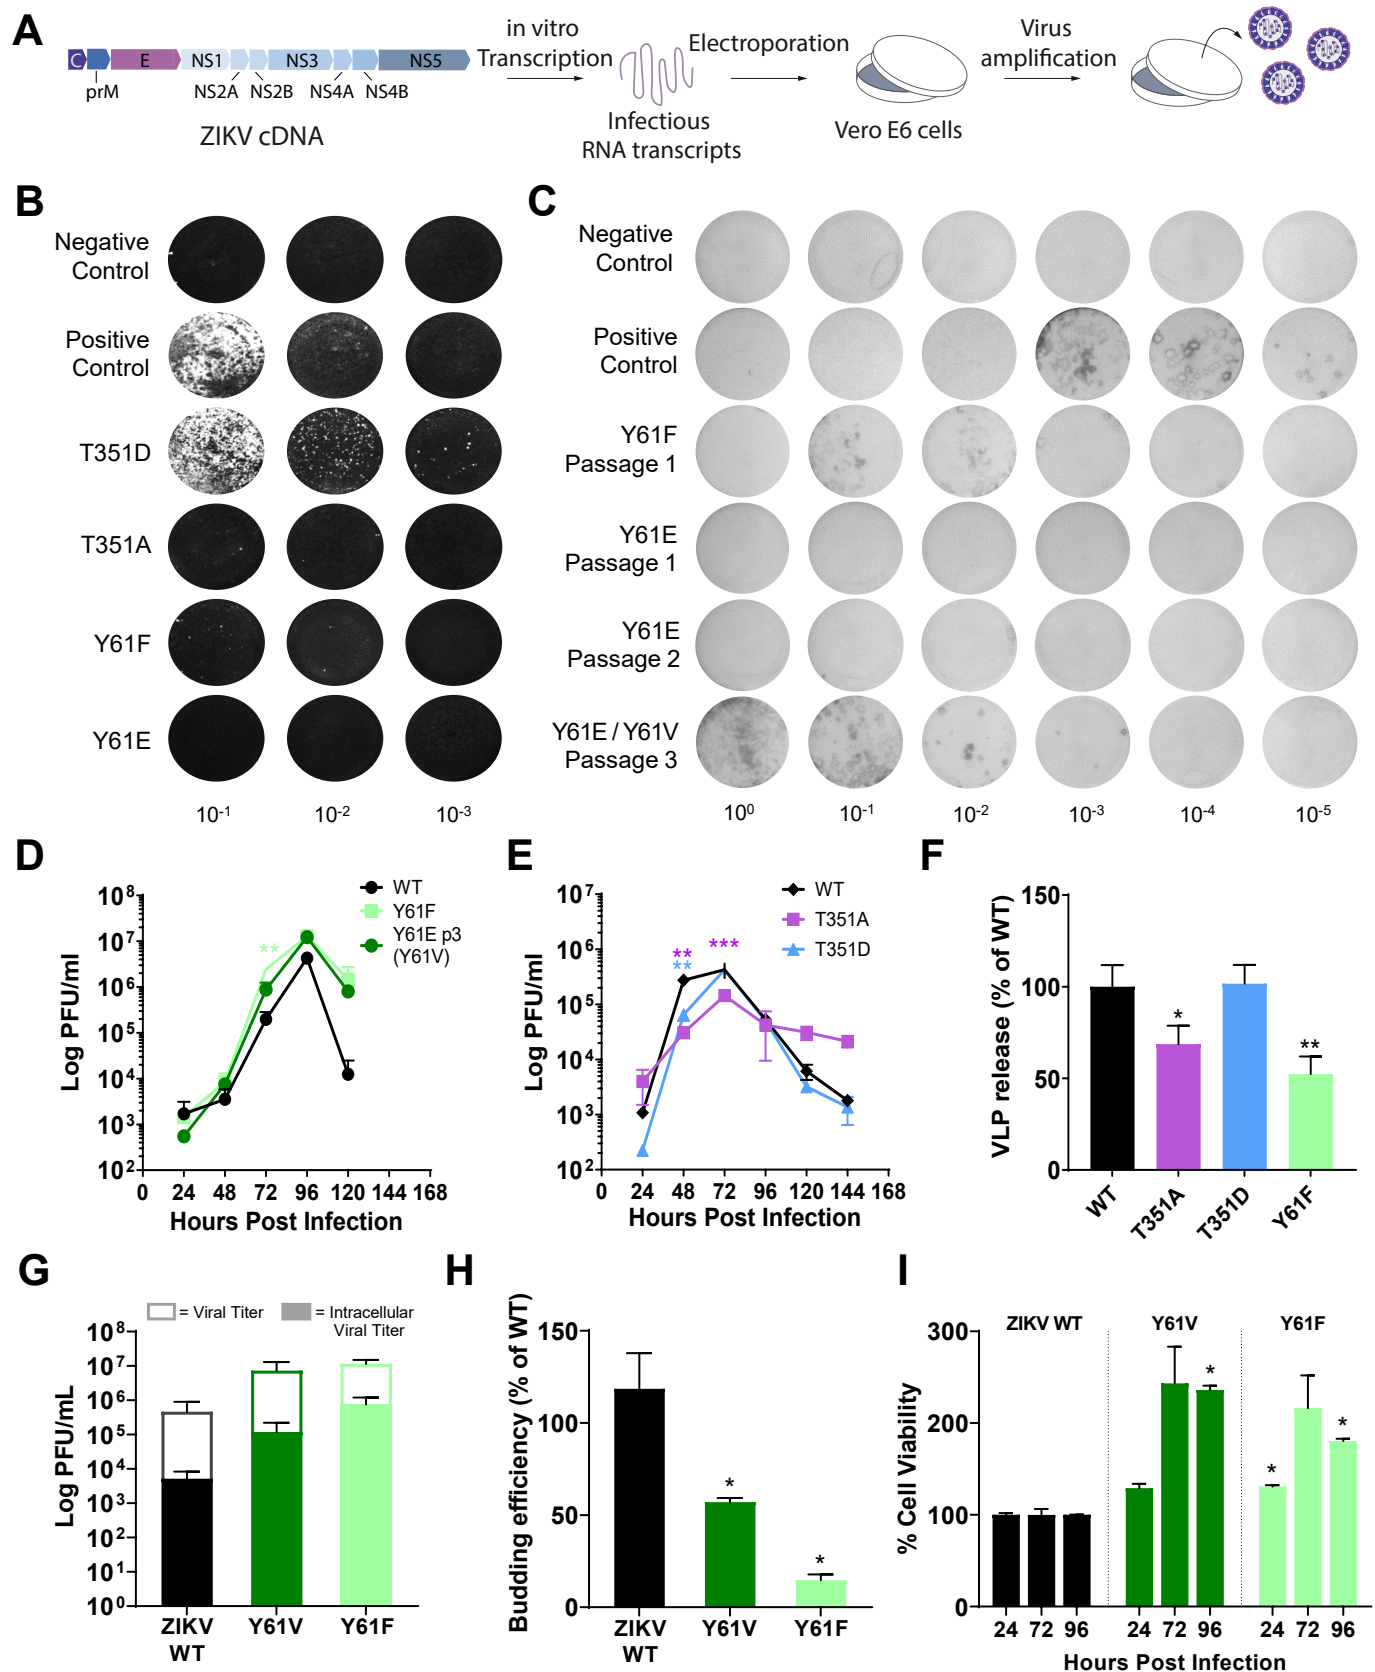 A
C
E
NS1
NS3
NS5
prM
NS2A
NS2B
NS4A
NS4B
ZIKV cDNA
in vitro
Transcription
Infectious
RNA transcripts
Electroporation
Vero E6 cells
Virus
amplification
B
Negative
Control
Positive
Control
T351D
T351A
Y61F
Y61E
10-1
10-2
10-3
C
Negative
Control
Positive
Control
Y61F
Passage 1
Y61E
Passage 1
Y61E
Passage 2
Y61E / Y61V
Passage 3
100
10-1
10-2
10-3
10-4
10-5
D
Log PFU/ml
108
107
106
105
104
103
102
WT
Y61F
Y61E p3
(Y61V)
**
0 24 48 72 96 120 144 168
Hours Post Infection
E
Log PFU/ml
107
106
105
104
103
102
WT
T351A
T351D
**
**
***
0 24 48 72 96 120 144 168
Hours Post Infection
F
VLP release (% of WT)
150
100
50
0
*
**
WT
T351A
T351D
Y61F
G
= Viral Titer
= Intracellular
Viral Titer
Log PFU/mL
108
107
106
105
104
103
102
101
100
ZIKV
WT
Y61V
Y61F
H
Budding efficiency (% of WT)
150
100
50
0
*
*
ZIKV
WT
Y61V
Y61F
I
% Cell Viability
300
200
100
0
ZIKV WT
Y61V
Y61F
*
*
*
24 72 96
24 72 96
24 72 96
Hours Post Infection